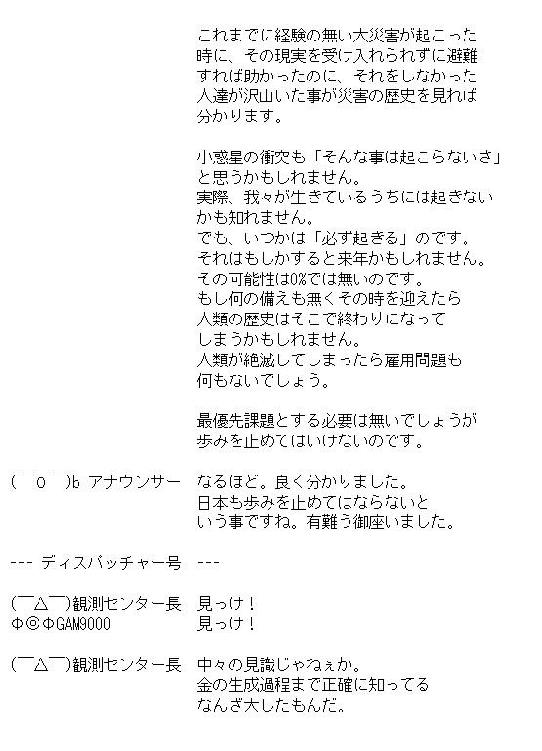 これまでに経験の無い大災害が起こった
時に、その現実を受け入れられずに避難
すれば助かったのに、それをしなかった
人達が沢山いた事が災害の歴史を見れば
分かります。
小惑星の衝突も「そんな事は起こらないさ」
と思うかもしれません。
実際、我々が生きているうちには起きない
かも知れません。
でも、いつかは「必ず起きる」のです。
それはもしかすると来年かもしれません。
その可能性は0%では無いのです。
もし何の備えも無くその時を迎えたら
人類の歴史はそこで終わりになって
しまうかもしれません。
人類が絶滅してしまったら雇用問題も
何もないでしょう。
最優先課題とする必要は無いでしょうが
歩みを止めてはいけないのです。
(　０　)b アナウンサー　なるほど。良く分かりました。
日本も歩みを止めてはならないと
いう事ですね。有難う御座いました。
--- ディスパッチャー号　---
(￣△￣)観測センター長　見っけ！
Φ◎ΦGAM9000　見っけ！
(￣△￣)観測センター長　中々の見識じゃねぇか。
金の生成過程まで正確に知ってる
なんざ大したもんだ。